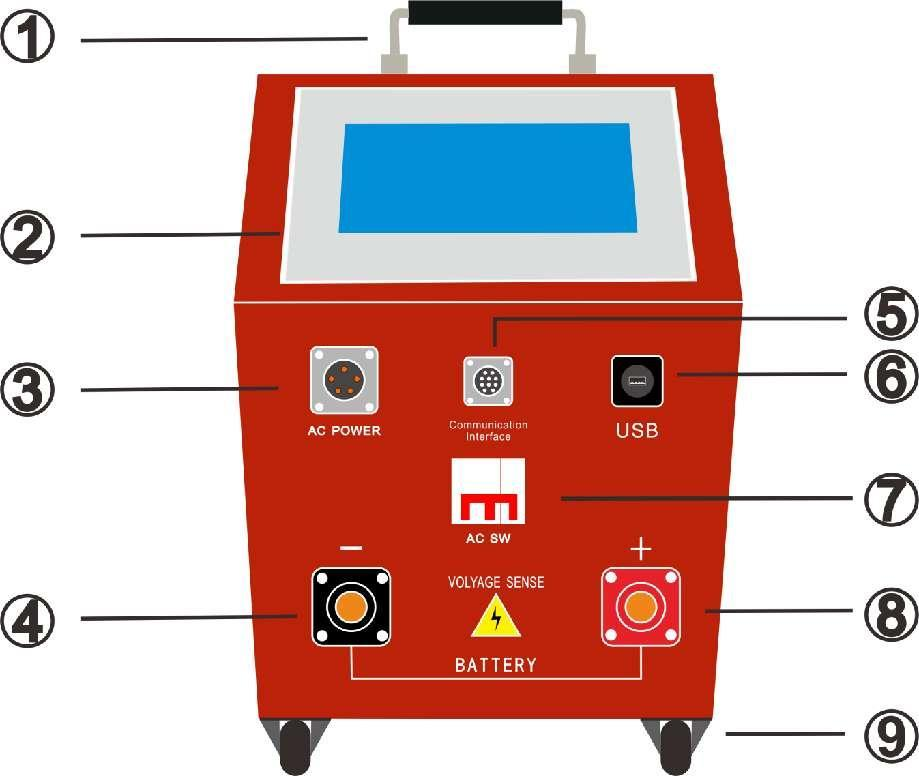 ①
②
⑤
③
⑥
AC POWER
Communication
Interface
USB
⑦
AC SW
− +
VOLYAGE SENSE
④
⑧
BATTERY
⑨